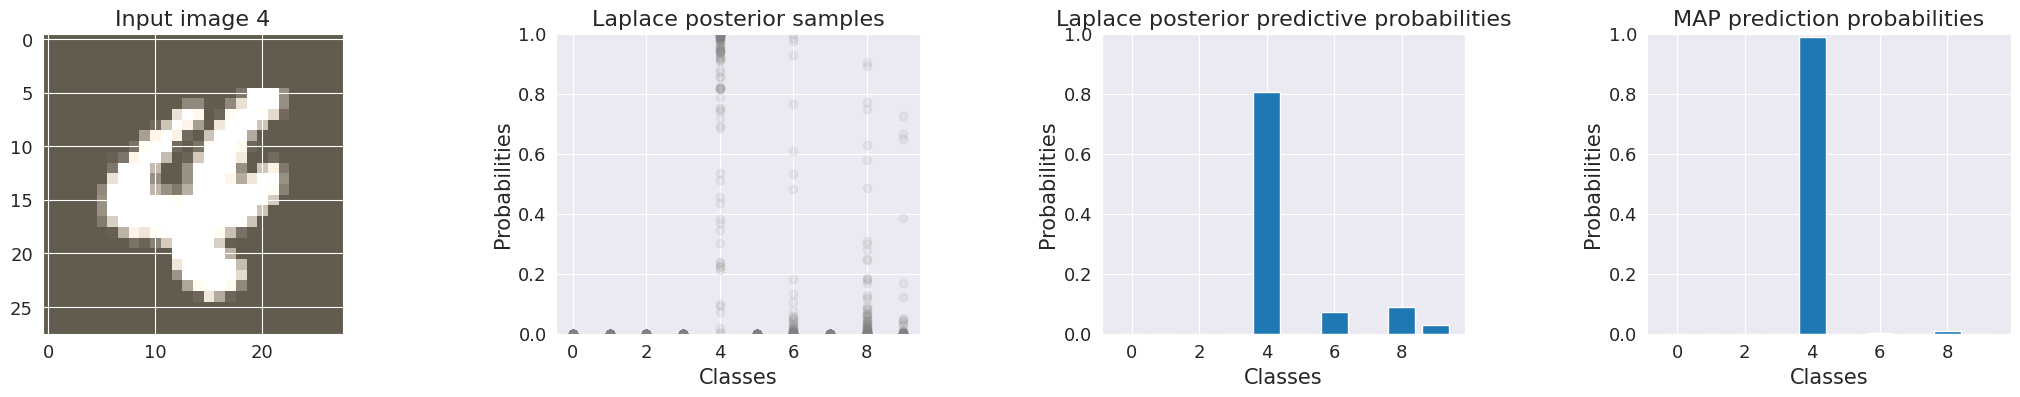 Input image 4
0
5
10
15
20
25
0 10 20
Laplace posterior samples
Probabilities
1.0
0.8
0.6
0.4
0.2
0.0
0 2 4 6 8
Classes
Laplace posterior predictive probabilities
Probabilities
1.0
0.8
0.6
0.4
0.2
0.0
0 2 4 6 8
Classes
MAP prediction probabilities
Probabilities
1.0
0.8
0.6
0.4
0.2
0.0
0 2 4 6 8
Classes